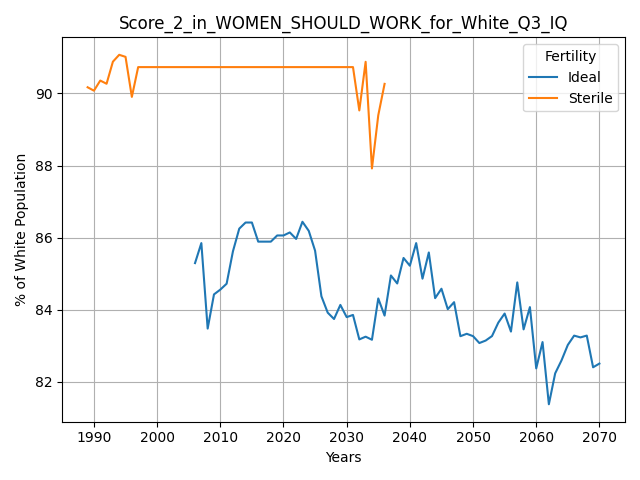 Score_2_in_WOMEN_SHOULD_WORK_for_White_Q3_IQ
Fertility
Ideal
Sterile
% of White Population
90
88
86
84
82
1990 2000 2010 2020 2030 2040 2050 2060 2070
Years